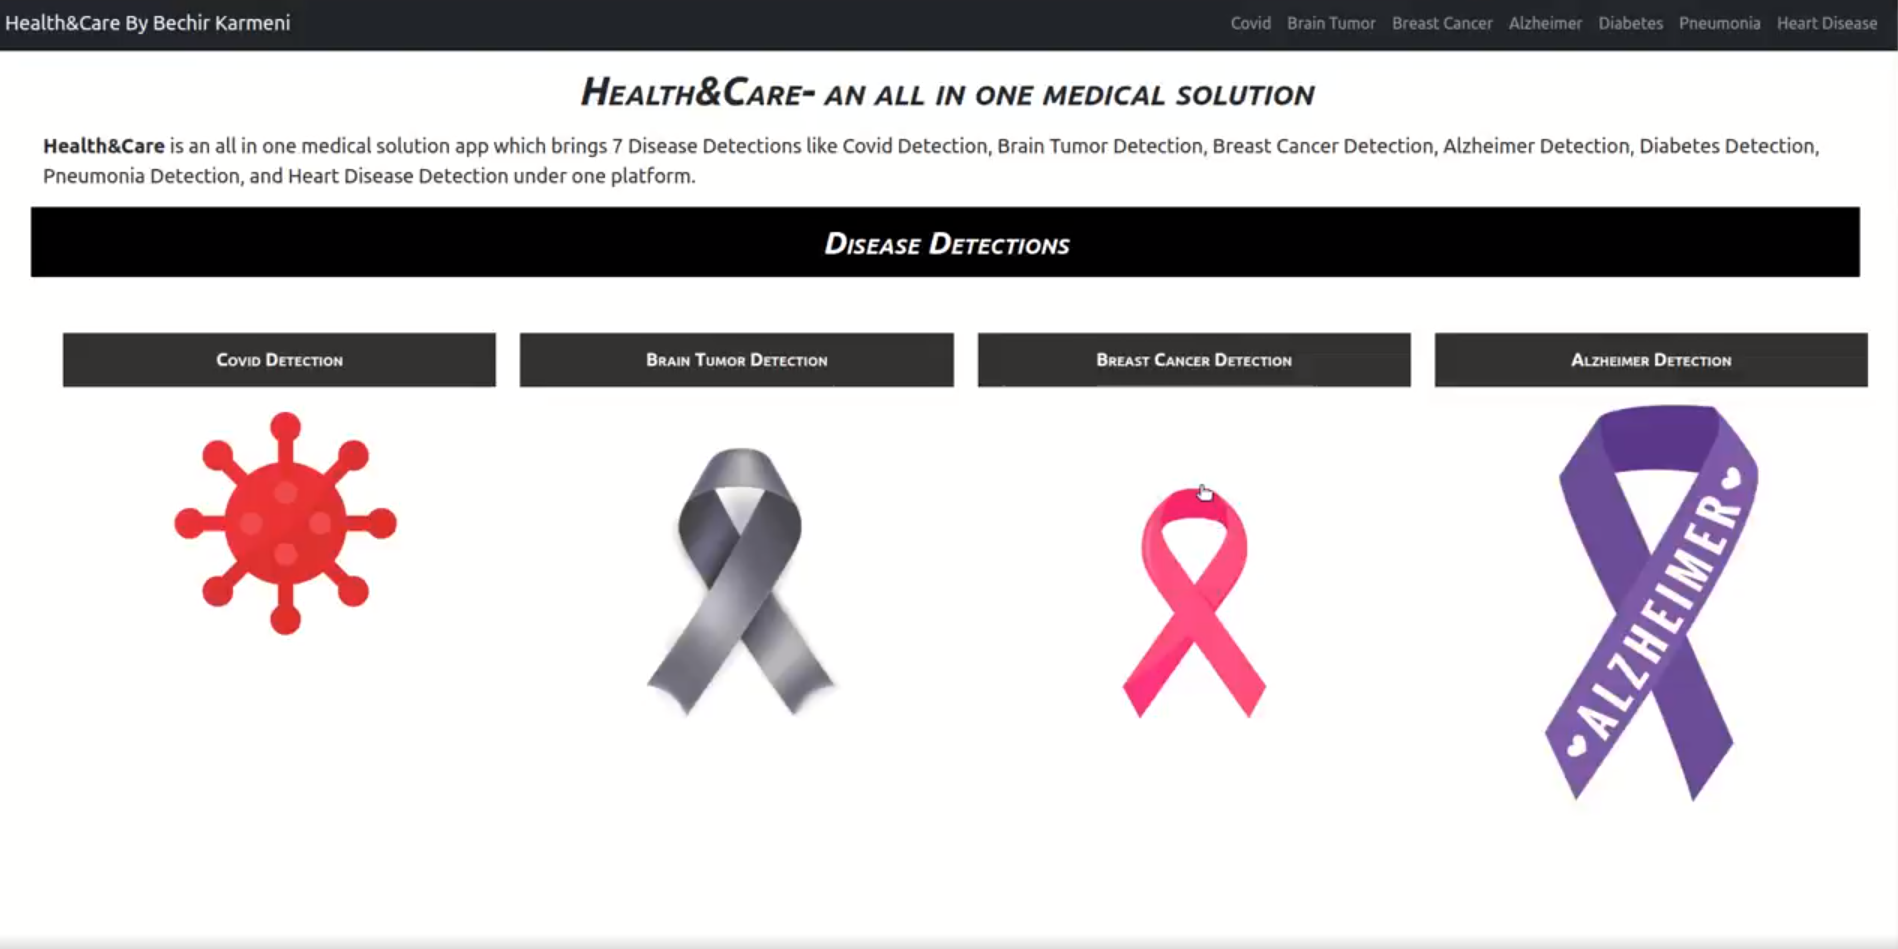 Health&Care By Bechir Karmeni
Covid Brain Tumor Breast Cancer Alzheimer Diabetes Pneumonia Heart Disease
Health&Care- an all in one medical solution
Health&Care is an all in one medical solution app which brings 7 Disease Detections like Covid Detection, Brain Tumor Detection, Breast Cancer Detection, Alzheimer Detection, Diabetes Detection,
Pneumonia Detection, and Heart Disease Detection under one platform.
Disease Detections
Covid Detection
Brain Tumor Detection
Breast Cancer Detection
Alzheimer Detection
ALZHEIMER